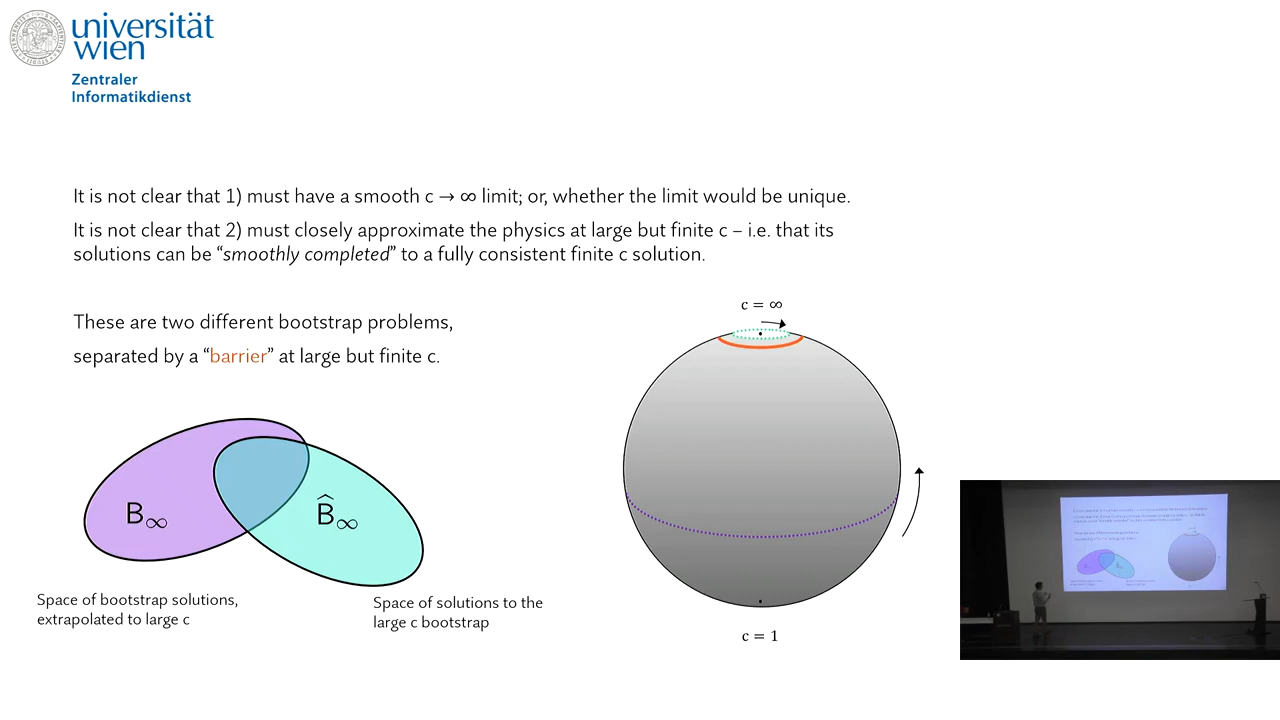 universität
wien
Zentraler
Informatikdienst
It is not clear that 1) must have a smooth c → ∞ limit; or, whether the limit would be unique.
It is not clear that 2) must closely approximate the physics at large but finite c – i.e. that its
solutions can be “smoothly completed” to a fully consistent finite c solution.
These are two different bootstrap problems,
separated by a “barrier” at large but finite c.
c = ∞
B∞
B̂∞
Space of bootstrap solutions,
extrapolated to large c
Space of solutions to the
large c bootstrap
c = 1